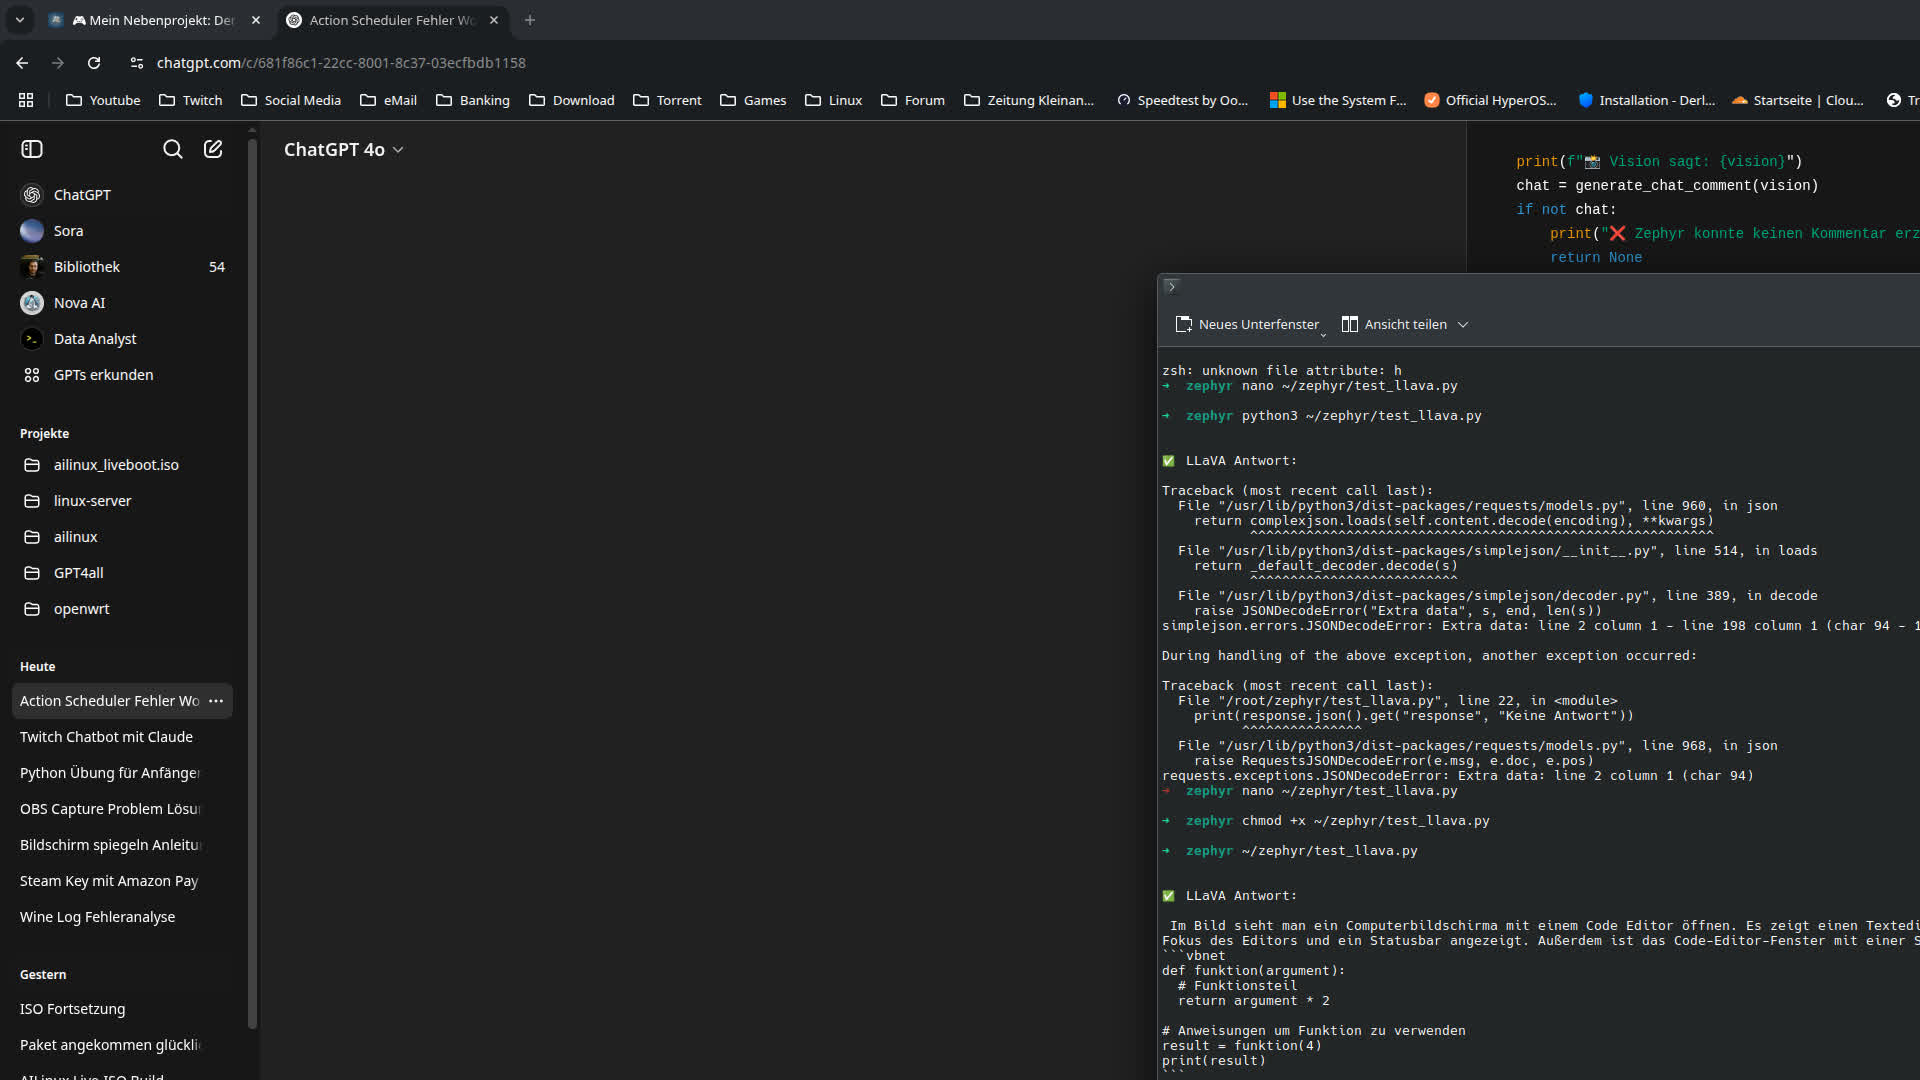 🎮 Mein Nebenprojekt: Der
Action Scheduler Fehler Wo
chatgpt.com/c/681f86c1-22cc-8001-8c37-03ecfbdb1158
Youtube
Twitch
Social Media
eMail
Banking
Download
Torrent
Games
Linux
Forum
Zeitung Kleinan...
Speedtest by Oo...
Use the System F...
Official HyperOS...
Installation - Derl...
Startseite | Clou...
Tr
ChatGPT
Sora
Bibliothek 54
Nova AI
Data Analyst
GPTs erkunden
Projekte
ailinux_liveboot.iso
linux-server
ailinux
GPT4all
openwrt
Heute
Action Scheduler Fehler Wo
Twitch Chatbot mit Claude
Python Übung für Anfänger
OBS Capture Problem Lösu
Bildschirm spiegeln Anleitu
Steam Key mit Amazon Pay
Wine Log Fehleranalyse
Gestern
ISO Fortsetzung
Paket angekommen glückli
AILinux Live ISO Build
ChatGPT 4o
print(f"📸 Vision sagt: {vision}")
chat = generate_chat_comment(vision)
if not chat:
    print("❌ Zephyr konnte keinen Kommentar erz
    return None
Neues Unterfenster
Ansicht teilen
zsh: unknown file attribute: h
➜  zephyr nano ~/zephyr/test_llava.py
➜  zephyr python3 ~/zephyr/test_llava.py
✅ LLaVA Antwort:
Traceback (most recent call last):
  File "/usr/lib/python3/dist-packages/requests/models.py", line 960, in json
    return complexjson.loads(self.content.decode(encoding), **kwargs)
           ^^^^^^^^^^^^^^^^^^^^^^^^^^^^^^^^^^^^^^^^^^^^^^^^^^^^^^^^^^
  File "/usr/lib/python3/dist-packages/simplejson/__init__.py", line 514, in loads
    return _default_decoder.decode(s)
           ^^^^^^^^^^^^^^^^^^^^^^^^^^
  File "/usr/lib/python3/dist-packages/simplejson/decoder.py", line 389, in decode
    raise JSONDecodeError("Extra data", s, end, len(s))
simplejson.errors.JSONDecodeError: Extra data: line 2 column 1 - line 198 column 1 (char 94 - 1
During handling of the above exception, another exception occurred:
Traceback (most recent call last):
  File "/root/zephyr/test_llava.py", line 22, in <module>
    print(response.json().get("response", "Keine Antwort"))
          ^^^^^^^^^^^^^^^
  File "/usr/lib/python3/dist-packages/requests/models.py", line 968, in json
    raise RequestsJSONDecodeError(e.msg, e.doc, e.pos)
requests.exceptions.JSONDecodeError: Extra data: line 2 column 1 (char 94)
➜  zephyr nano ~/zephyr/test_llava.py
➜  zephyr chmod +x ~/zephyr/test_llava.py
➜  zephyr ~/zephyr/test_llava.py
✅ LLaVA Antwort:
 Im Bild sieht man ein Computerbildschirma mit einem Code Editor öffnen. Es zeigt einen Textedi
Fokus des Editors und ein Statusbar angezeigt. Außerdem ist das Code-Editor-Fenster mit einer S
```vbnet
def funktion(argument):
  # Funktionsteil
  return argument * 2
# Anweisungen um Funktion zu verwenden
result = funktion(4)
print(result)
```